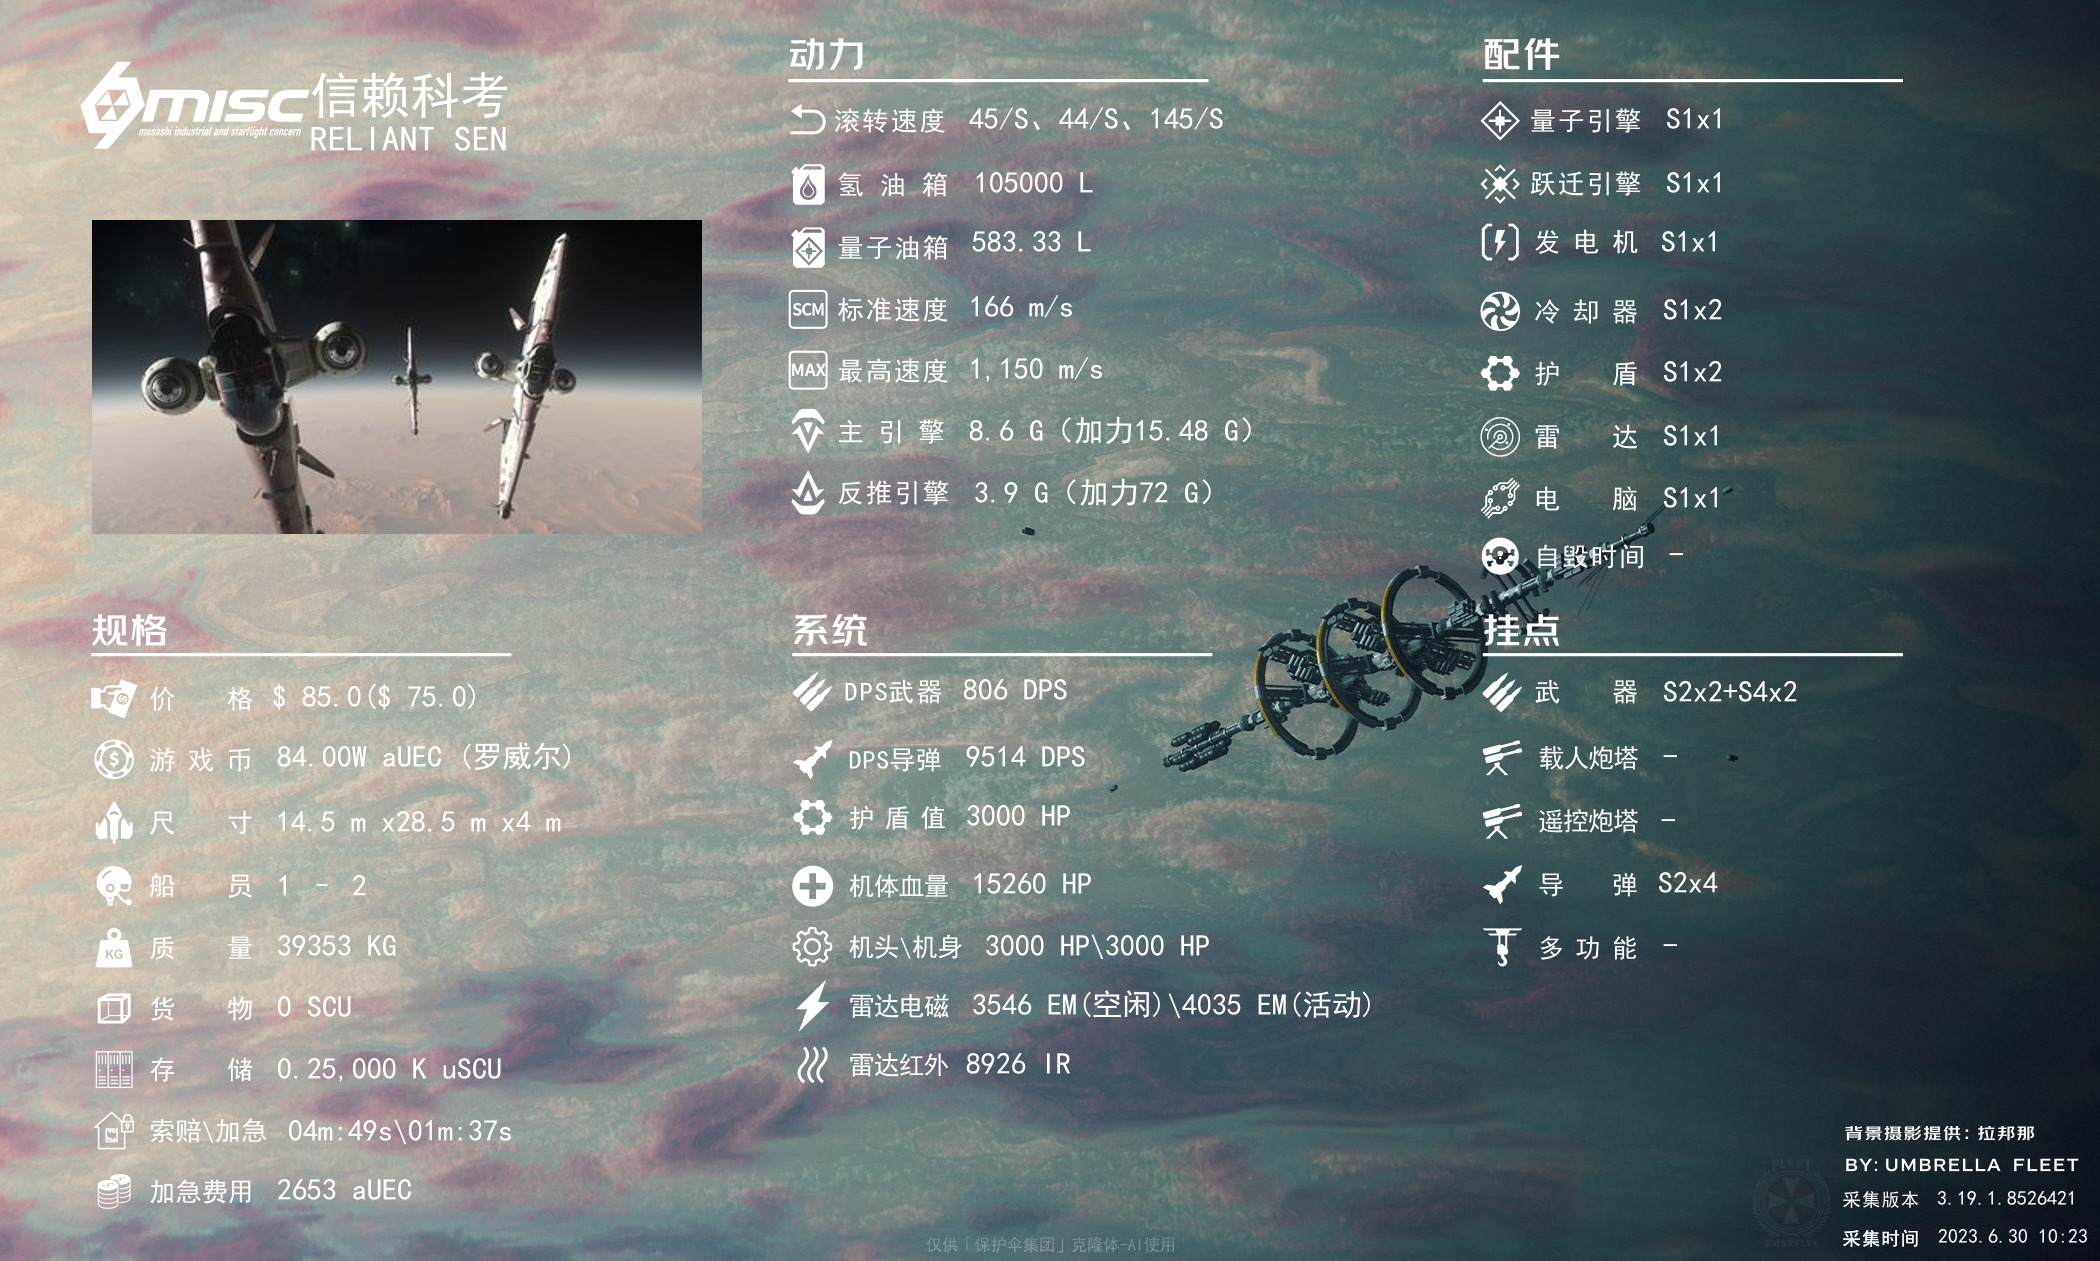 misc
musashi industrial and starflight concern
信赖科考
RELIANT SEN
规格
价格 $ 85.0($ 75.0)
游戏币 84.00W aUEC (罗威尔)
尺寸 14.5 m x28.5 m x4 m
船员 1 - 2
KG
质量 39353 KG
货物 0 SCU
存储 0.25,000 K uSCU
索赔\加急 04m:49s\01m:37s
加急费用 2653 aUEC
动力
滚转速度 45/S、44/S、145/S
氢油箱 105000 L
量子油箱 583.33 L
SCM 标准速度 166 m/s
MAX 最高速度 1,150 m/s
主引擎 8.6 G（加力15.48 G）
反推引擎 3.9 G（加力72 G）
系统
DPS武器 806 DPS
DPS导弹 9514 DPS
护盾值 3000 HP
机体血量 15260 HP
机头\机身 3000 HP\3000 HP
雷达电磁 3546 EM(空闲)\4035 EM(活动)
雷达红外 8926 IR
配件
量子引擎 S1x1
跃迁引擎 S1x1
发电机 S1x1
冷却器 S1x2
护盾 S1x2
雷达 S1x1
电脑 S1x1
自毁时间 -
挂点
武器 S2x2+S4x2
载人炮塔 -
遥控炮塔 -
导弹 S2x4
多功能 -
背景摄影提供：拉邦那
BY: UMBRELLA FLEET
采集版本 3.19.1.8526421
采集时间 2023.6.30 10:23
FLEET
UMBRELLA
仅供「保护伞集团」克隆体-AI使用